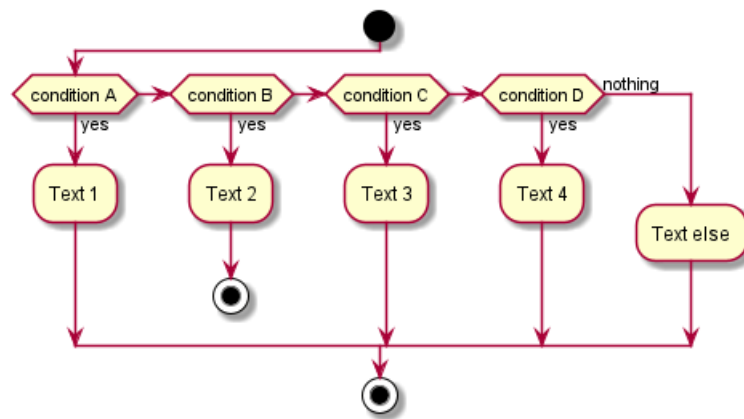 condition A
condition B
condition C
condition D
nothing
yes
yes
yes
yes
Text 1
Text 2
Text 3
Text 4
Text else